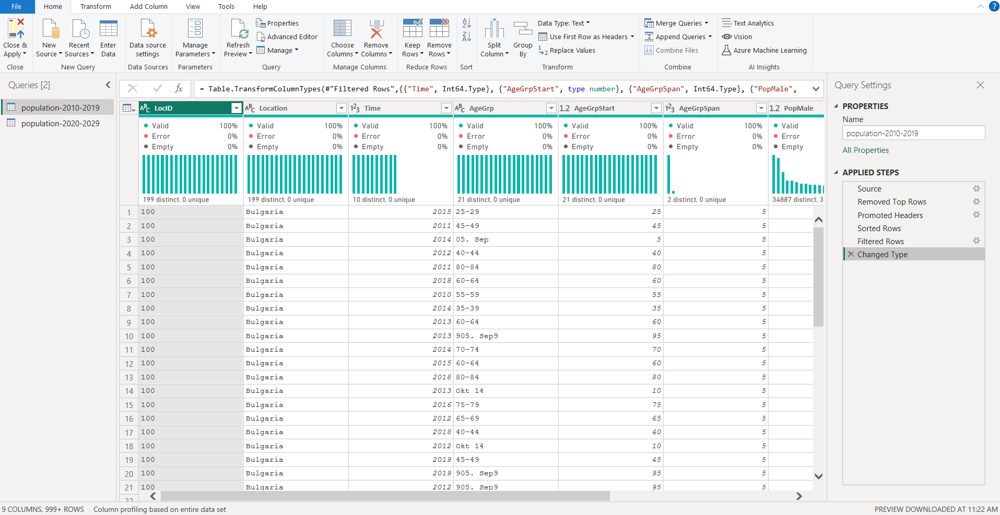 File Home Transform Add Column View Tools Help
Close & Apply
New Source
Recent Sources
Enter Data
Data source settings
Manage Parameters
Refresh Preview
Properties
Advanced Editor
Manage
Choose Columns
Remove Columns
Keep Rows
Remove Rows
Split Column
Group By
Data Type: Text
Use First Row as Headers
Replace Values
Merge Queries
Append Queries
Combine Files
Text Analytics
Vision
Azure Machine Learning
Close New Query Data Sources Parameters Query Manage Columns Reduce Rows Sort Transform Combine AI Insights
Queries [2]
population-2010-2019
population-2020-2029
fx
= Table.TransformColumnTypes(#"Filtered Rows",{{"Time", Int64.Type}, {"AgeGrpStart", type number}, {"AgeGrpSpan", Int64.Type}, {"PopMale",
ABC LocID ABC Location 123 Time ABC AgeGrp 1.2 AgeGrpStart 123 AgeGrpSpan 1.2 PopMale
Valid 100% Valid 100% Valid 100% Valid 100% Valid 100% Valid 100% Valid
Error 0% Error 0% Error 0% Error 0% Error 0% Error 0% Error
Empty 0% Empty 0% Empty 0% Empty 0% Empty 0% Empty 0% Empty
199 distinct, 0 unique 199 distinct, 0 unique 10 distinct, 0 unique 21 distinct, 0 unique 21 distinct, 0 unique 2 distinct, 0 unique 34887 distinct, 3
1 100 Bulgaria 2015 25-29 25 5
2 100 Bulgaria 2011 45-49 45 5
3 100 Bulgaria 2014 05. Sep 5 5
4 100 Bulgaria 2012 40-44 40 5
5 100 Bulgaria 2011 80-84 80 5
6 100 Bulgaria 2018 60-64 60 5
7 100 Bulgaria 2010 55-59 55 5
8 100 Bulgaria 2014 35-39 35 5
9 100 Bulgaria 2013 60-64 60 5
10 100 Bulgaria 2013 905. Sep9 95 5
11 100 Bulgaria 2014 70-74 70 5
12 100 Bulgaria 2015 60-64 60 5
13 100 Bulgaria 2018 80-84 80 5
14 100 Bulgaria 2013 Okt 14 10 5
15 100 Bulgaria 2016 75-79 75 5
16 100 Bulgaria 2012 65-69 65 5
17 100 Bulgaria 2018 40-44 40 5
18 100 Bulgaria 2012 Okt 14 10 5
19 100 Bulgaria 2019 45-49 45 5
20 100 Bulgaria 2019 905. Sep9 95 5
21 100 Bulgaria 2012 905. Sep9 95 5
22
Query Settings
PROPERTIES
Name
population-2010-2019
All Properties
APPLIED STEPS
Source
Removed Top Rows
Promoted Headers
Sorted Rows
Filtered Rows
Changed Type
9 COLUMNS, 999+ ROWS Column profiling based on entire data set PREVIEW DOWNLOADED AT 11:22 AM